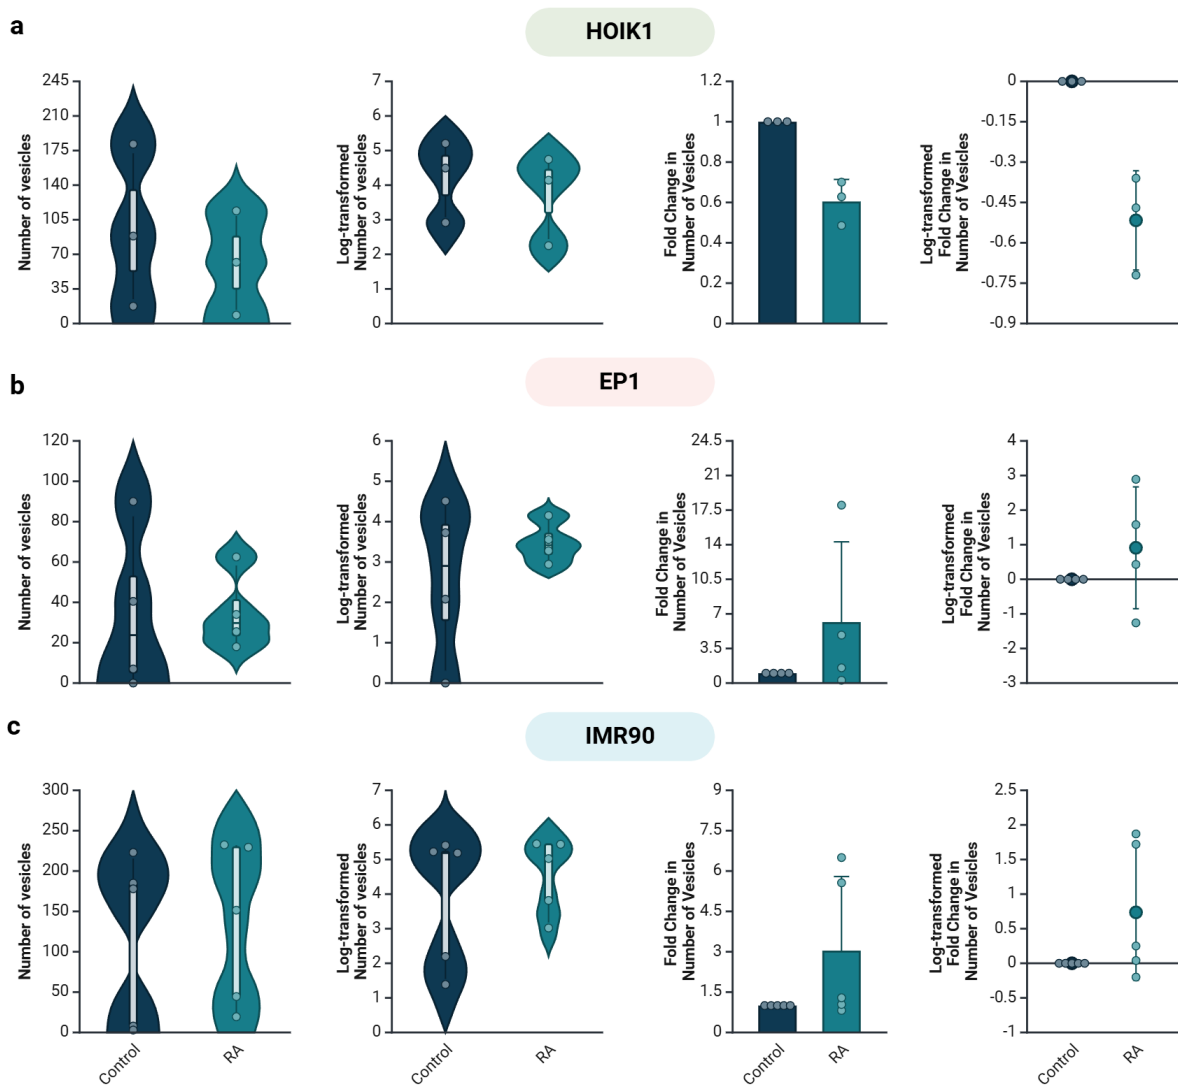 a
HOIK1
245
210
175
140
105
70
35
0
Number of vesicles
7
6
5
4
3
2
1
0
Log-transformed
Number of Vesicles
1.2
1
0.8
0.6
0.4
0.2
0
Fold Change in
Number of Vesicles
0
-0.15
-0.3
-0.45
-0.6
-0.75
-0.9
Log-transformed
Fold Change in
Number of Vesicles
b
EP1
120
100
80
60
40
20
0
Number of vesicles
6
5
4
3
2
1
0
Log-transformed
Number of Vesicles
24.5
21
17.5
14
10.5
7
3.5
0
Fold Change in
Number of Vesicles
4
3
2
1
0
-1
-2
-3
Log-transformed
Fold Change in
Number of Vesicles
c
IMR90
300
250
200
150
100
50
0
Number of vesicles
Control
RA
7
6
5
4
3
2
1
0
Log-transformed
Number of Vesicles
Control
RA
9
7.5
6
4.5
3
1.5
0
Fold Change in
Number of Vesicles
Control
RA
2.5
2
1.5
1
0.5
0
-0.5
-1
Log-transformed
Fold Change in
Number of Vesicles
Control
RA